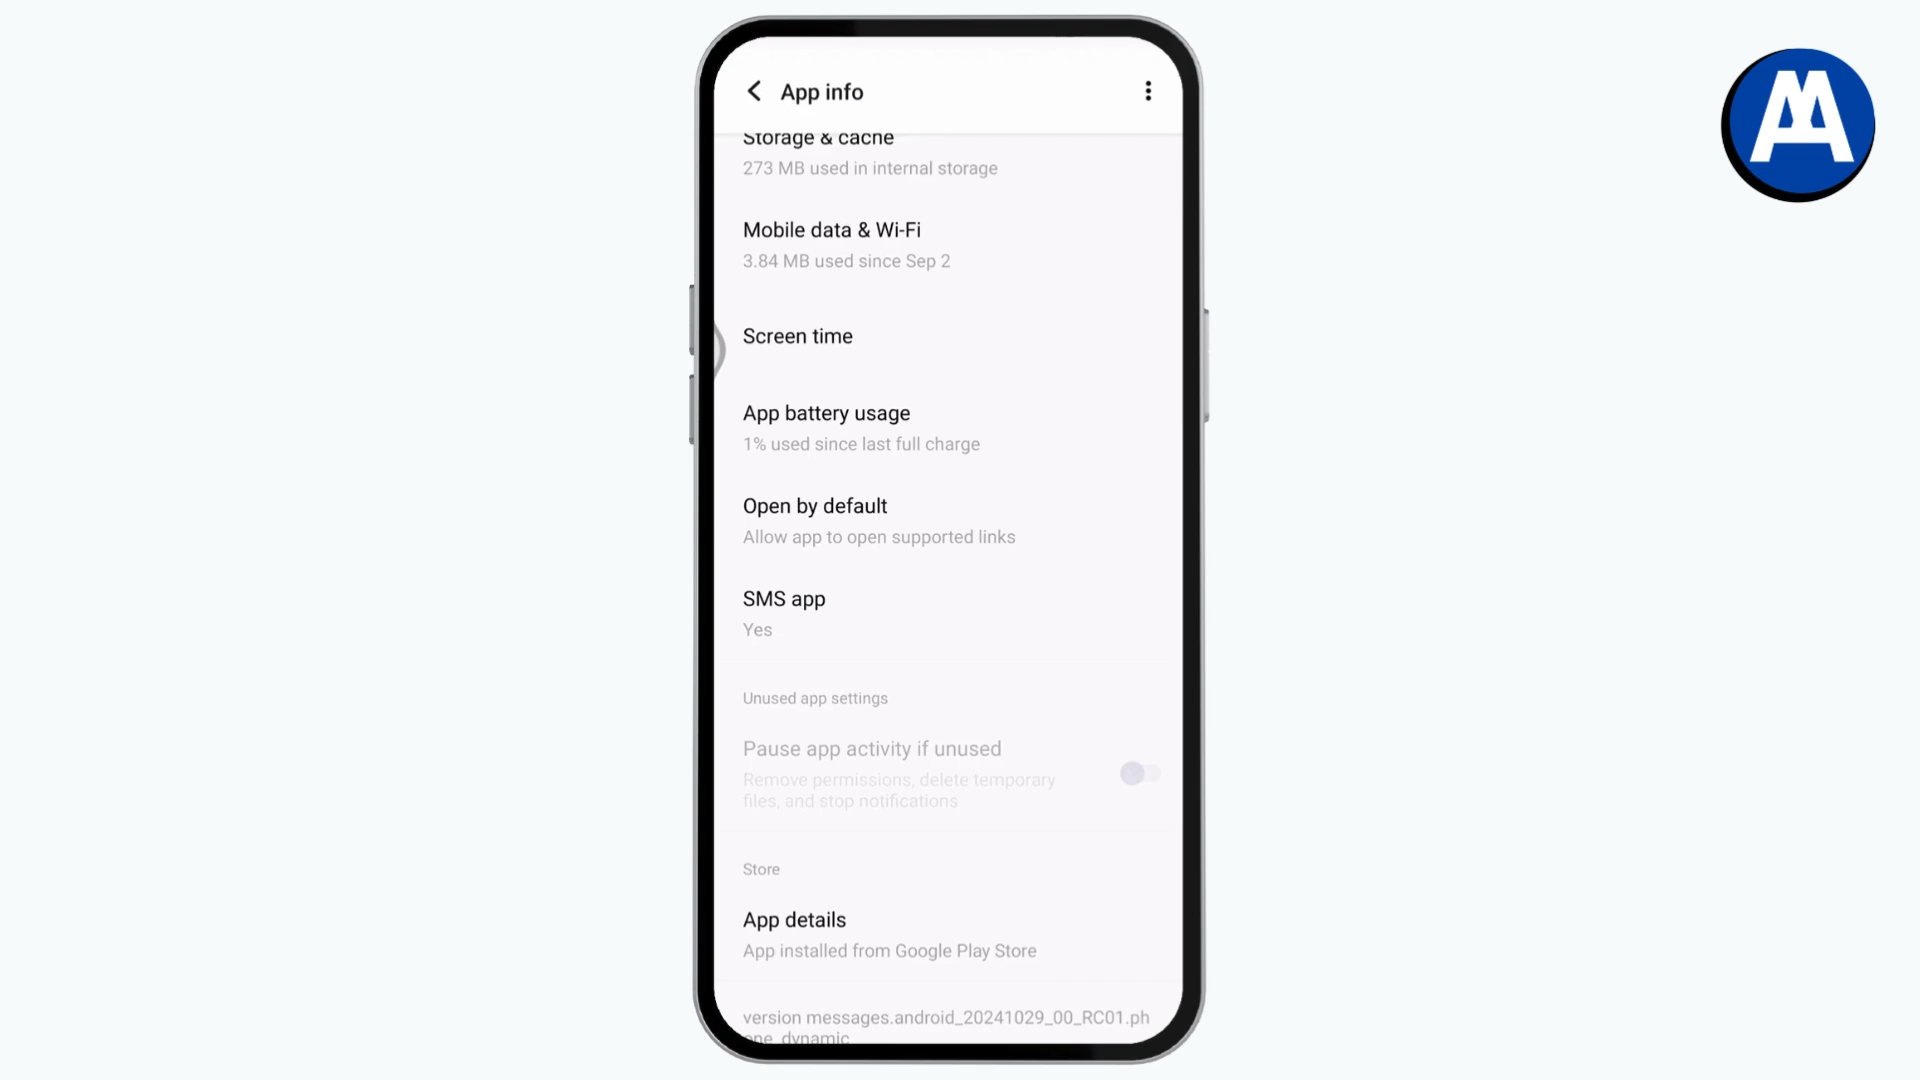 App info
Storage & cache
273 MB used in internal storage
Mobile data & Wi-Fi
3.84 MB used since Sep 2
Screen time
App battery usage
1% used since last full charge
Open by default
Allow app to open supported links
SMS app
Yes
Unused app settings
Pause app activity if unused
Remove permissions, delete temporary
files, and stop notifications
Store
App details
App installed from Google Play Store
version messages.android_20241029_00_RC01.ph
one_dynamic